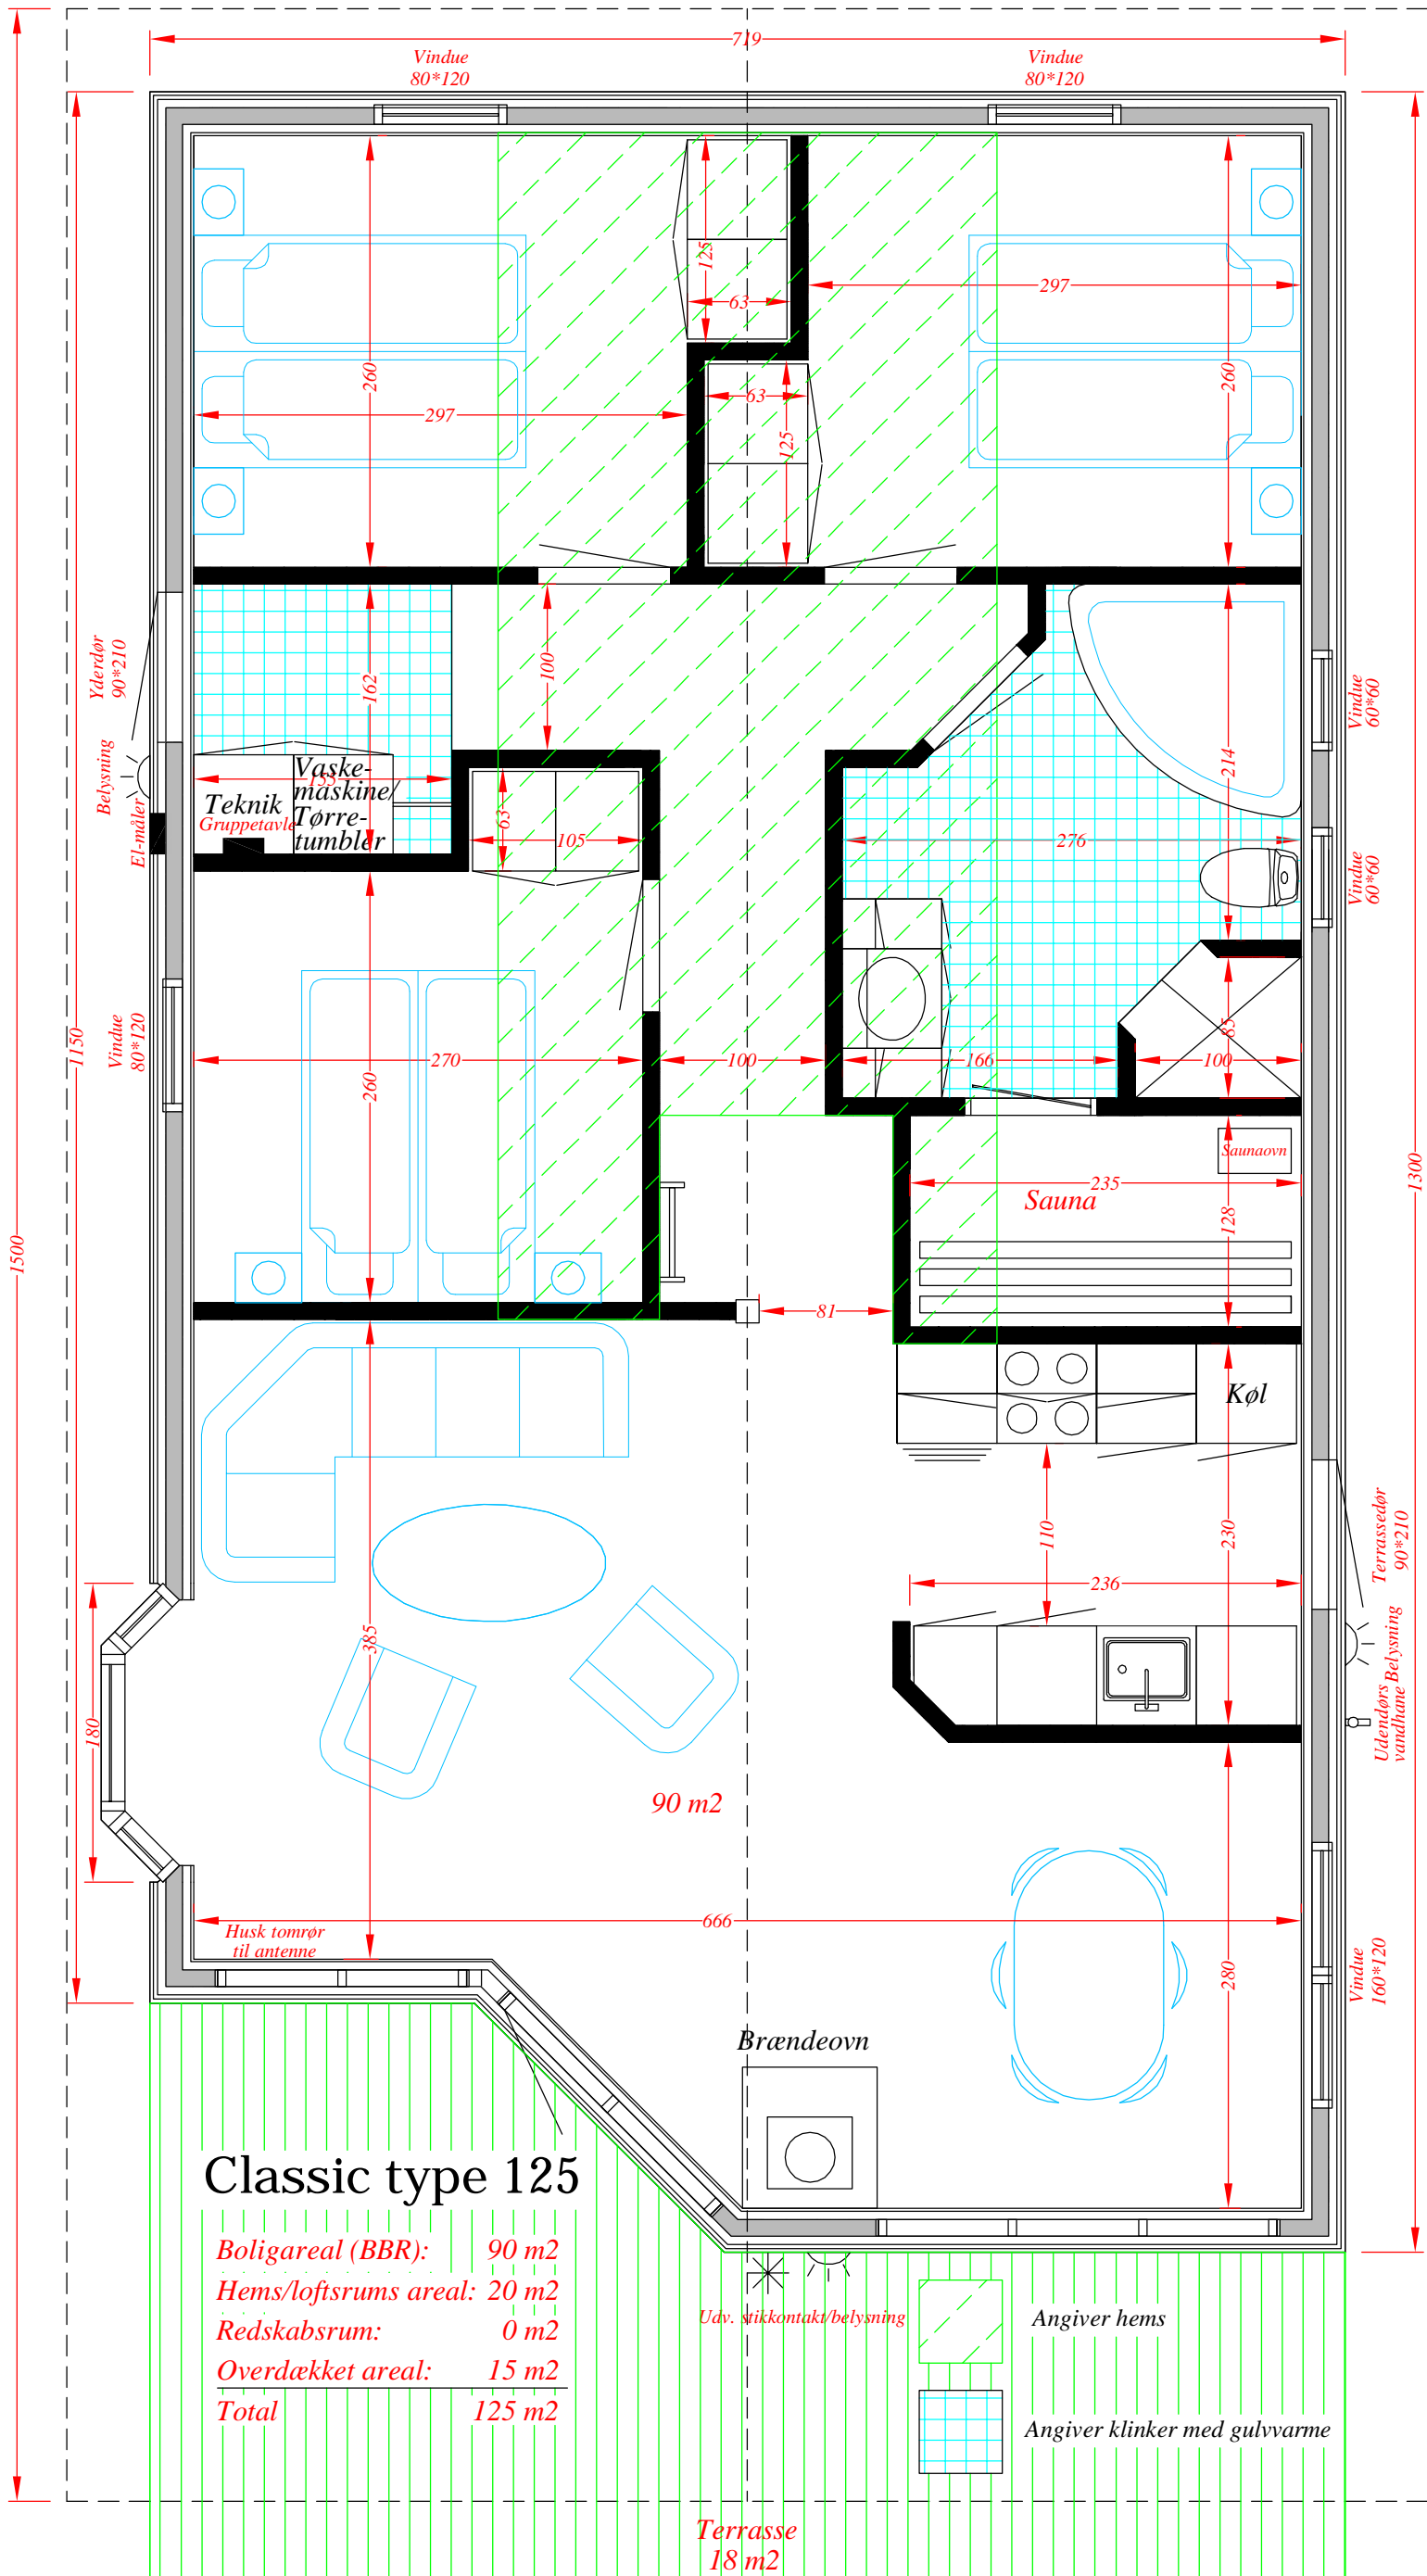 719
Vindue
80*120
Vindue
80*120
125
63
297
260
297
260
63
125
Yderdør
90*210
162
100
Vindue
60*60
Belysning
El-måler
155
Teknik
Gruppetavle
Vaske-
maskine/
Tørre-
tumbler
63
105
214
276
Vindue
60*60
1150
Vindue
80*120
270
260
100
166
85
100
1300
1500
Saunaovn
235
Sauna
128
81
Køl
110
230
236
Terrassedør
90*210
Belysning
Udendørs
vandhane
385
180
90 m2
666
Husk tomrør
til antenne
280
Vindue
160*120
Brændeovn
Classic type 125
Boligareal (BBR): 90 m2
Hems/loftsrums areal: 20 m2
Redskabsrum: 0 m2
Overdækket areal: 15 m2
Total 125 m2
Udv. stikkontakt/belysning
Angiver hems
Angiver klinker med gulvvarme
Terrasse
18 m2